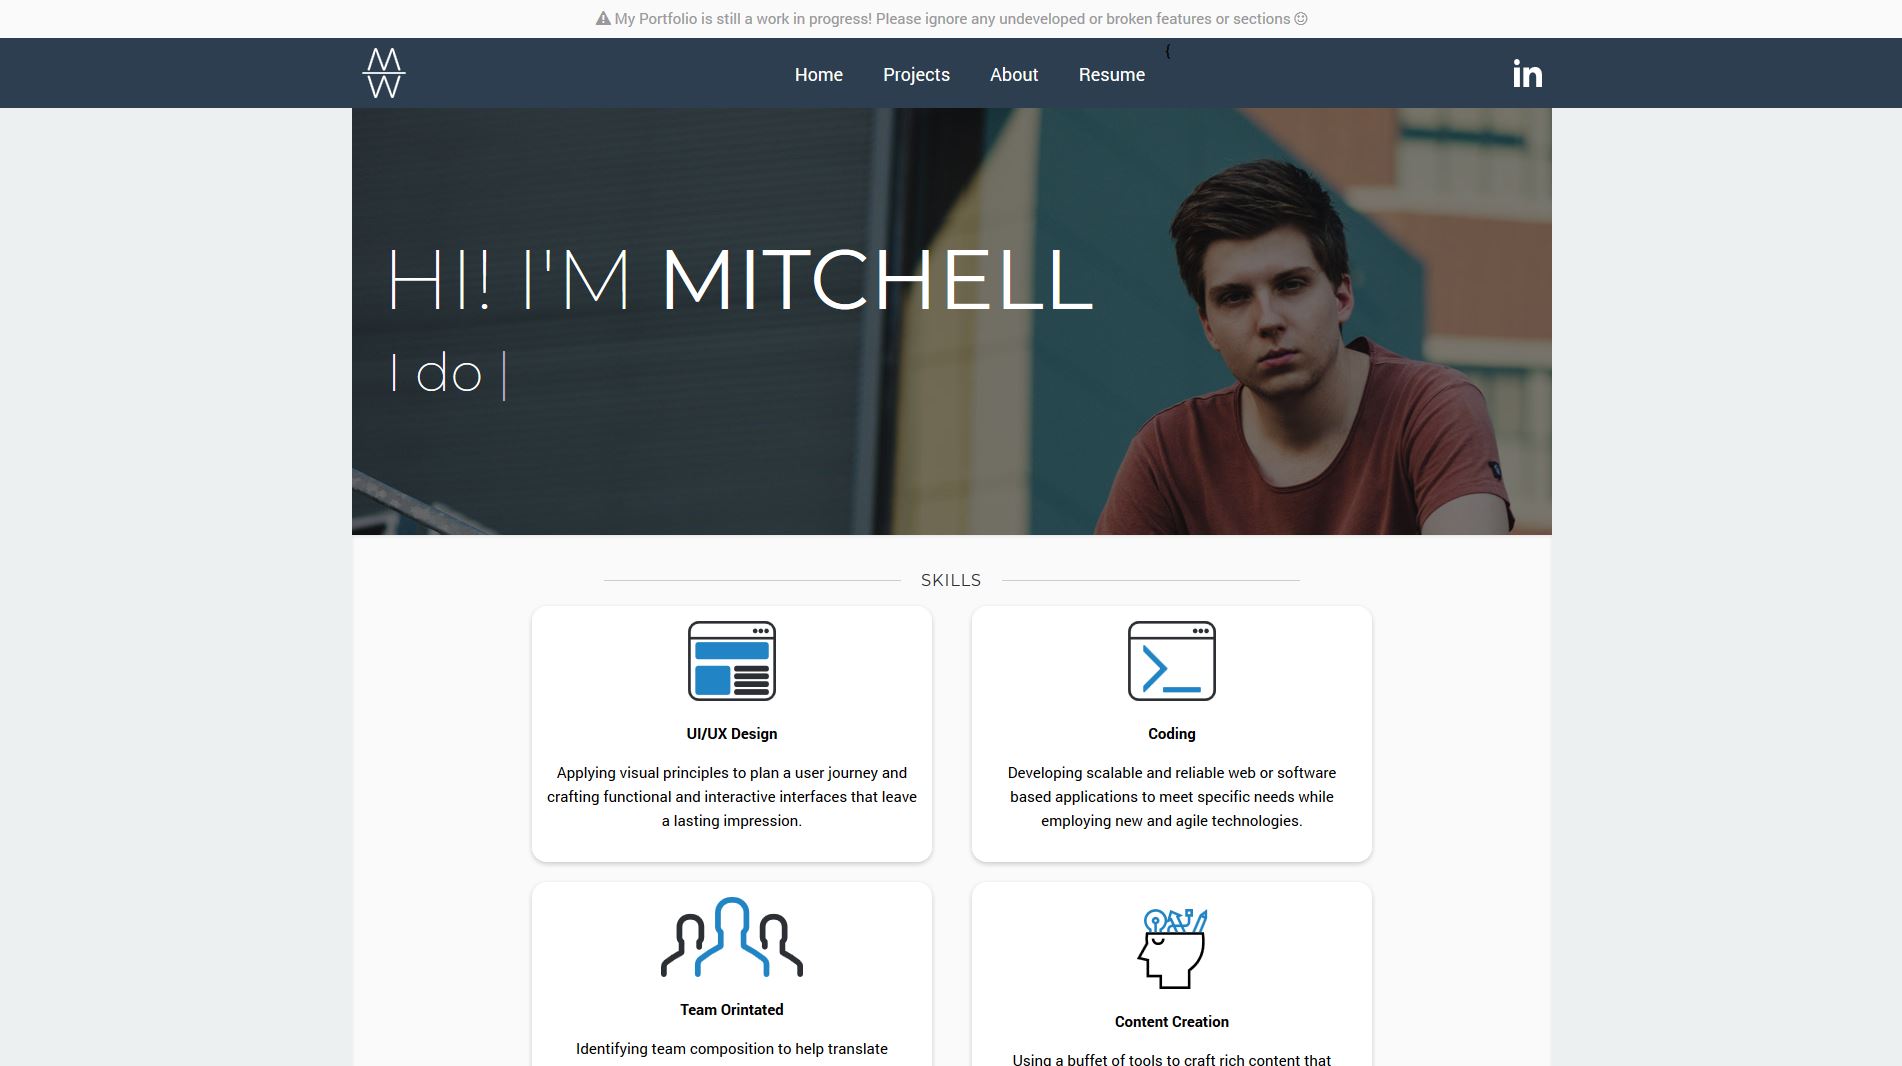 My Portfolio is still a work in progress! Please ignore any undeveloped or broken features or sections
Home Projects About Resume {
in
HI! I'M MITCHELL
I do |
SKILLS
UI/UX Design
Applying visual principles to plan a user journey and
crafting functional and interactive interfaces that leave
a lasting impression.
Coding
Developing scalable and reliable web or software
based applications to meet specific needs while
employing new and agile technologies.
Team Orintated
Identifying team composition to help translate
Content Creation
Using a buffet of tools to craft rich content that